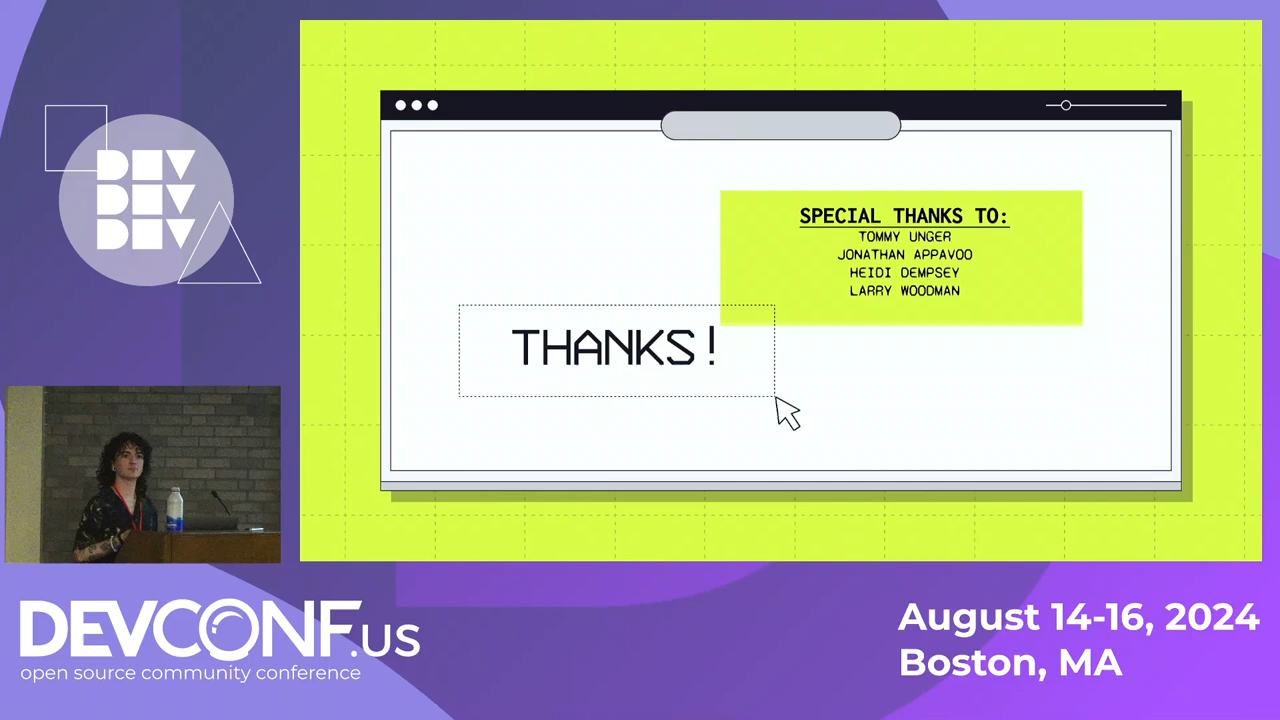 DEV
DEV
DEV
SPECIAL THANKS TO:
TOMMY UNGER
JONATHAN APPAVOO
HEIDI DEMPSEY
LARRY WOODMAN
THANKS!
DEVCONF.US
open source community conference
August 14-16, 2024
Boston, MA